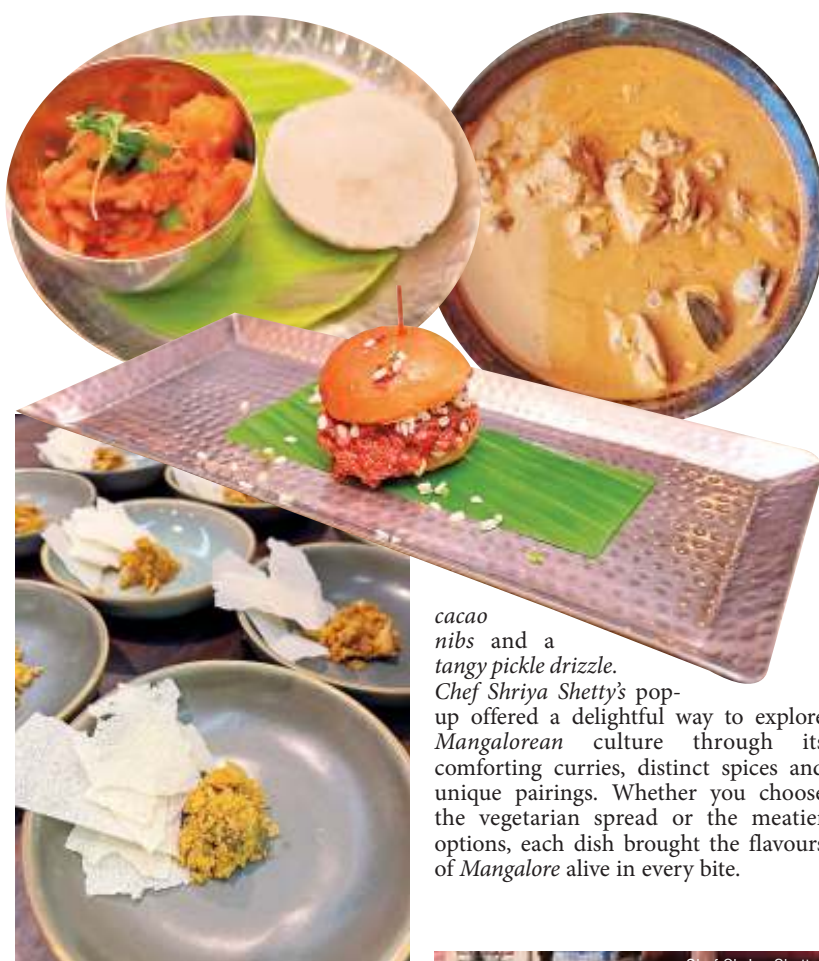 cacao
nibs and a
tangy pickle drizzle.
Chef Shriya Shetty's pop-
up offered a delightful way to explore
Mangalorean culture through its
comforting curries, distinct spices and
unique pairings. Whether you choose
the vegetarian spread or the meatier
options, each dish brought the flavours
of Mangalore alive in every bite.